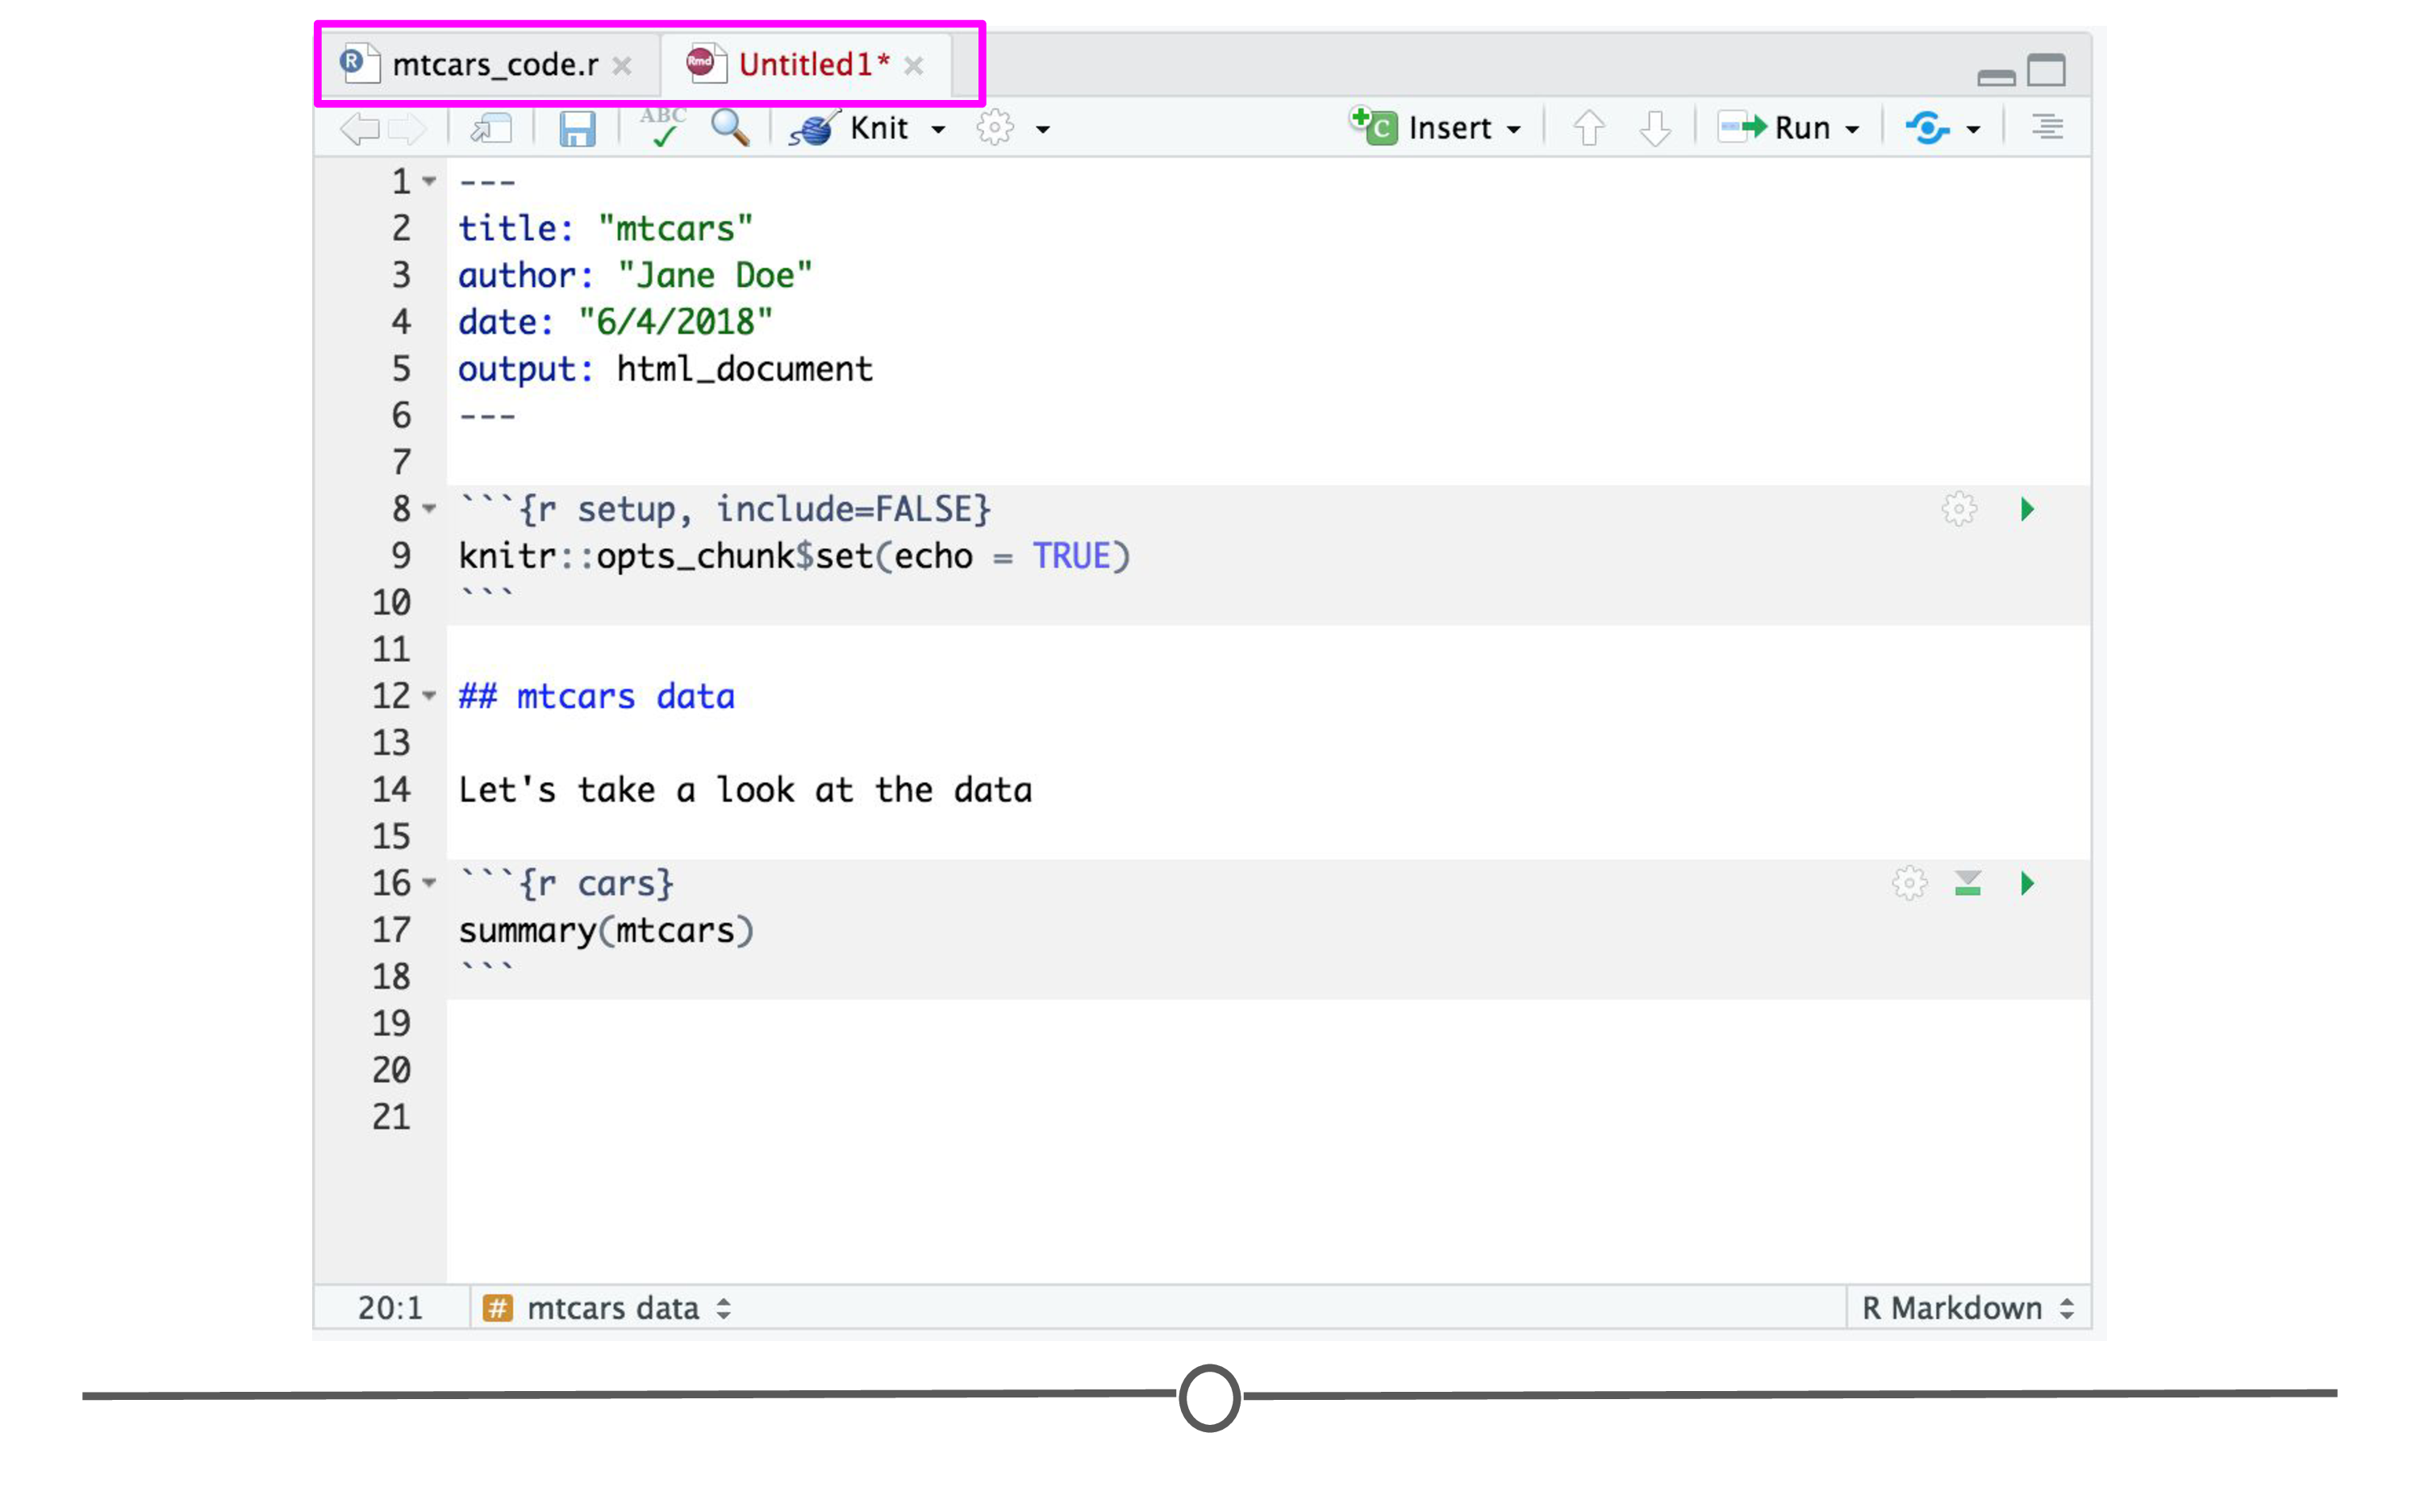 R mtcars_code.r Rmd Untitled1*
ABC Knit C Insert Run
1 ---
2 title: "mtcars"
3 author: "Jane Doe"
4 date: "6/4/2018"
5 output: html_document
6 ---
7
8 ```{r setup, include=FALSE}
9 knitr::opts_chunk$set(echo = TRUE)
10 ```
11
12 ## mtcars data
13
14 Let's take a look at the data
15
16 ```{r cars}
17 summary(mtcars)
18 ```
19
20
21
20:1 # mtcars data R Markdown